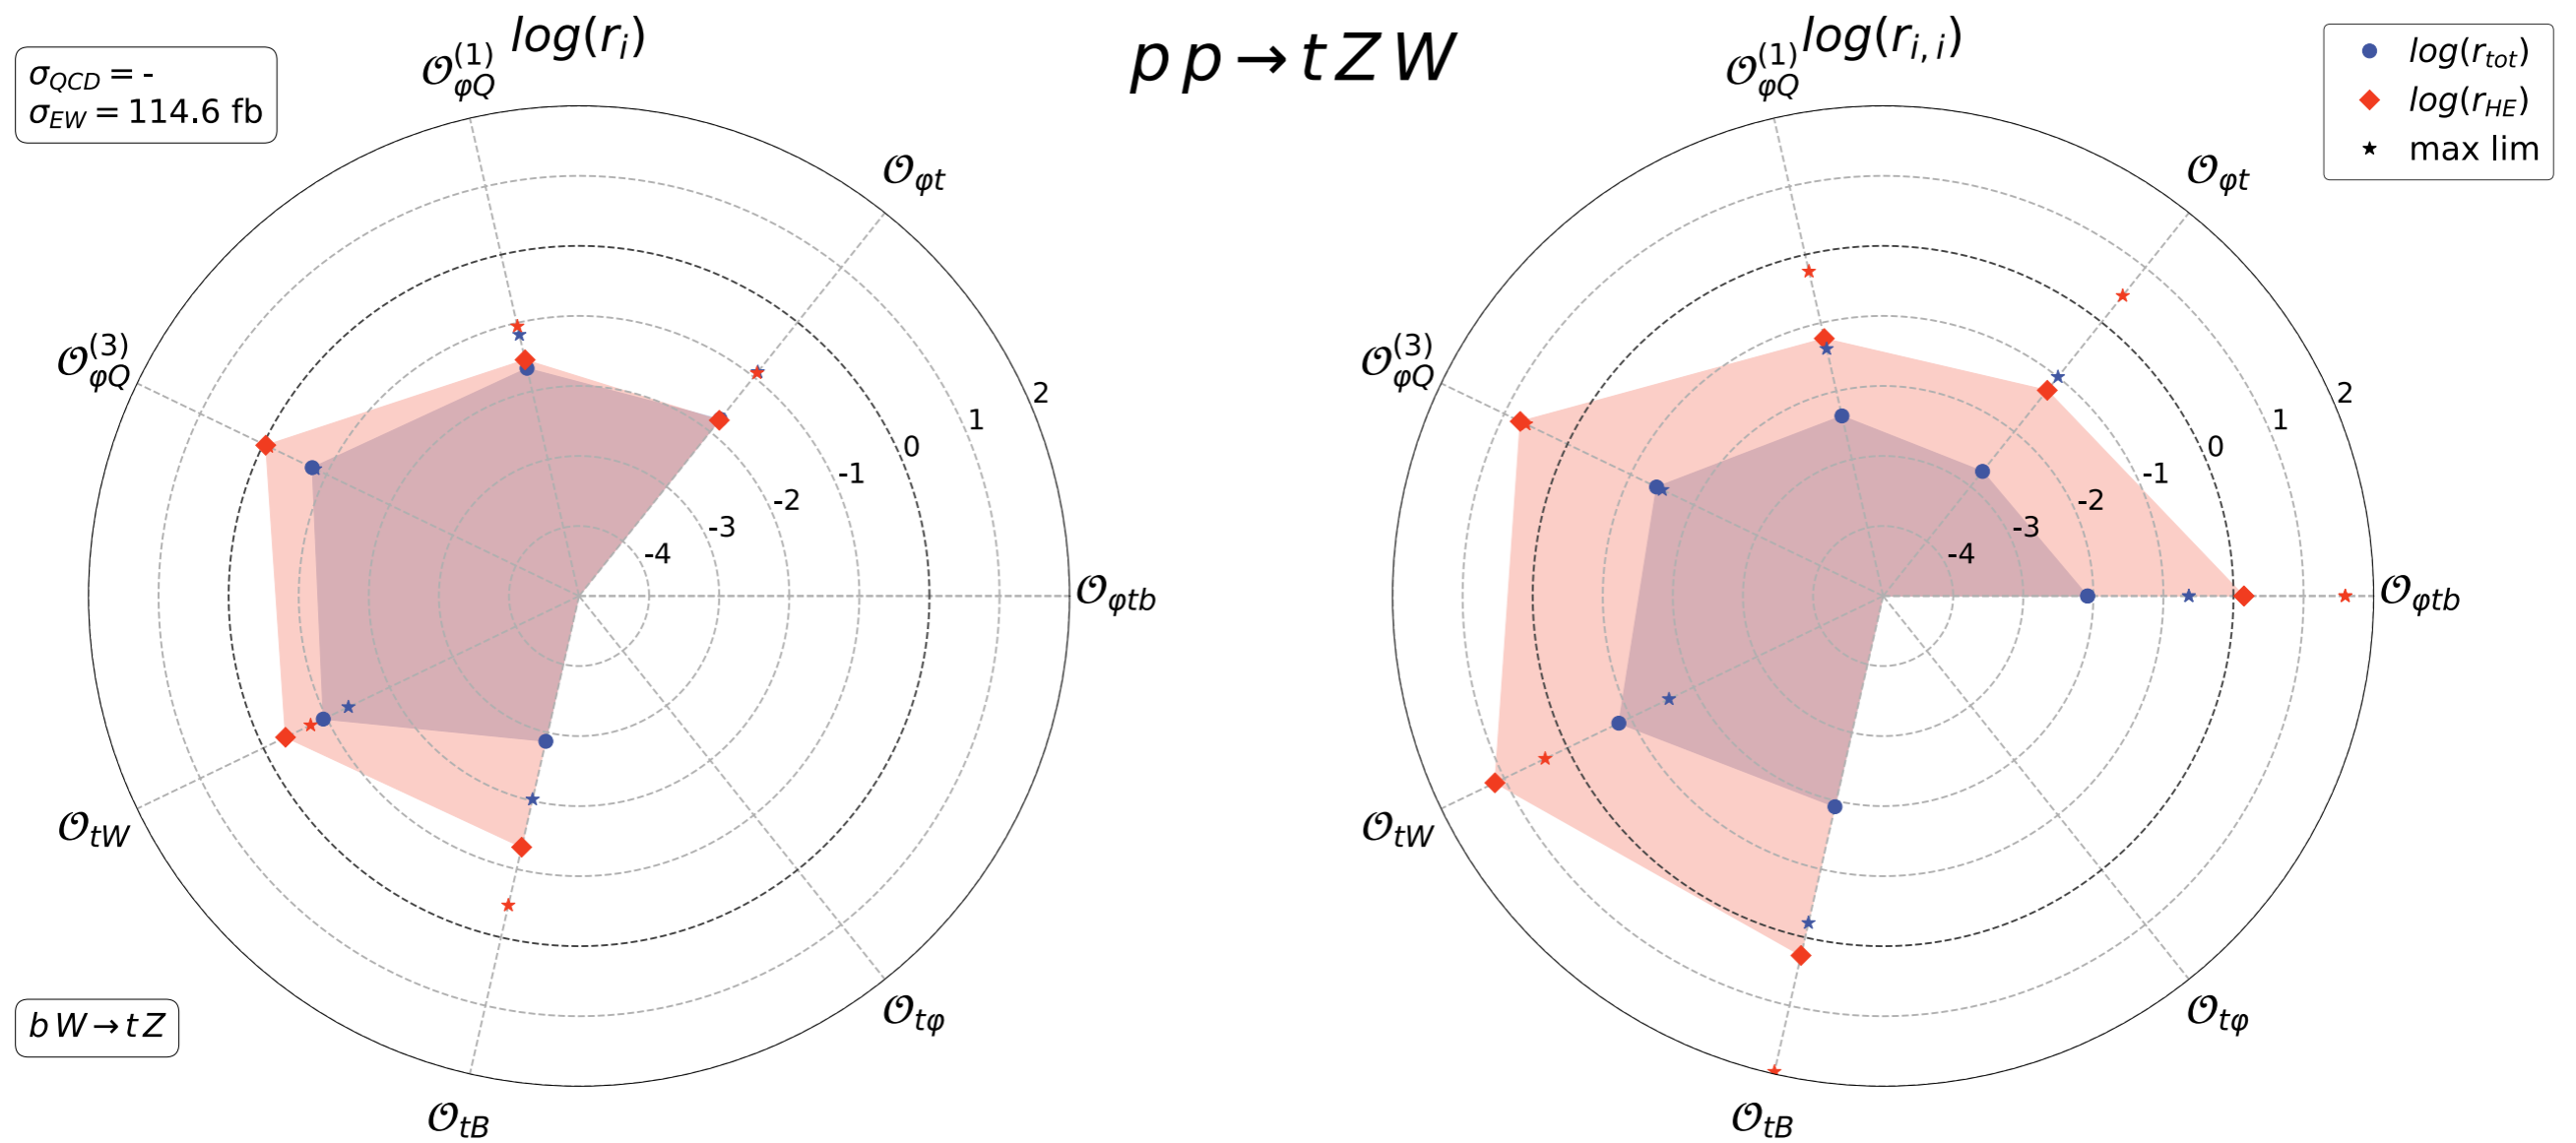 p p → t Z W
σ_QCD = -
σ_EW = 114.6 fb
log(r_i)
𝒪_φQ^(1)
𝒪_φt
𝒪_φQ^(3)
2
1
0
-1
-2
-3
-4
𝒪_φtb
𝒪_tW
𝒪_tφ
𝒪_tB
b W → t Z
log(r_i,i)
𝒪_φQ^(1)
𝒪_φt
𝒪_φQ^(3)
2
1
0
-1
-2
-3
-4
𝒪_φtb
𝒪_tW
𝒪_tφ
𝒪_tB
log(r_tot)
log(r_HE)
max lim